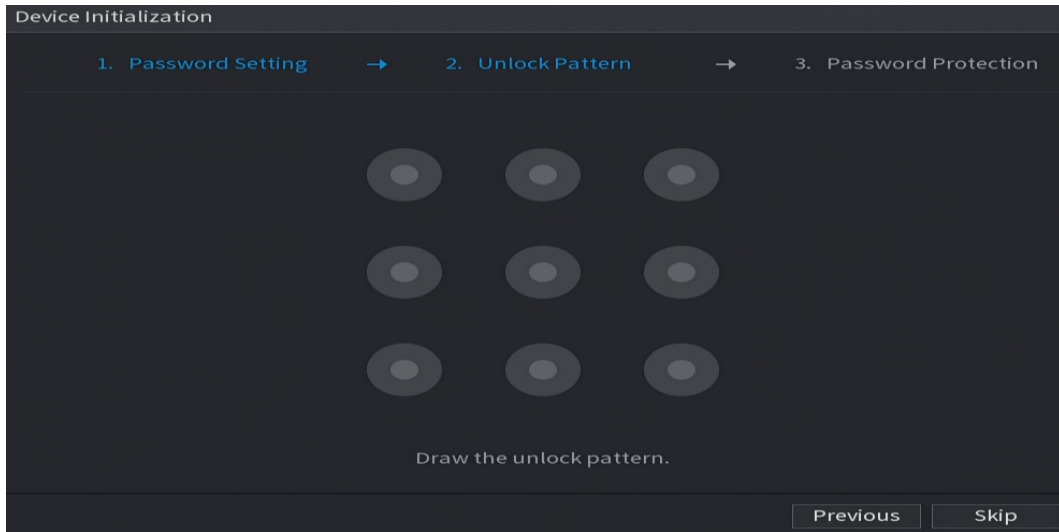 Device Initialization
1. Password Setting → 2. Unlock Pattern → 3. Password Protection
Draw the unlock pattern.
Previous Skip